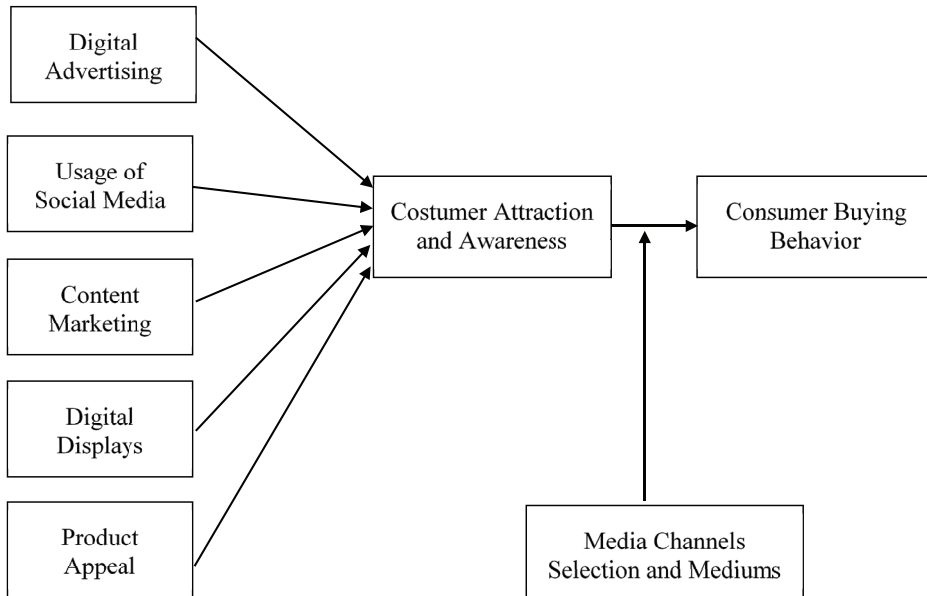 Digital
Advertising
Usage of
Social Media
Content
Marketing
Digital
Displays
Product
Appeal
Costumer Attraction
and Awareness
Consumer Buying
Behavior
Media Channels
Selection and Mediums